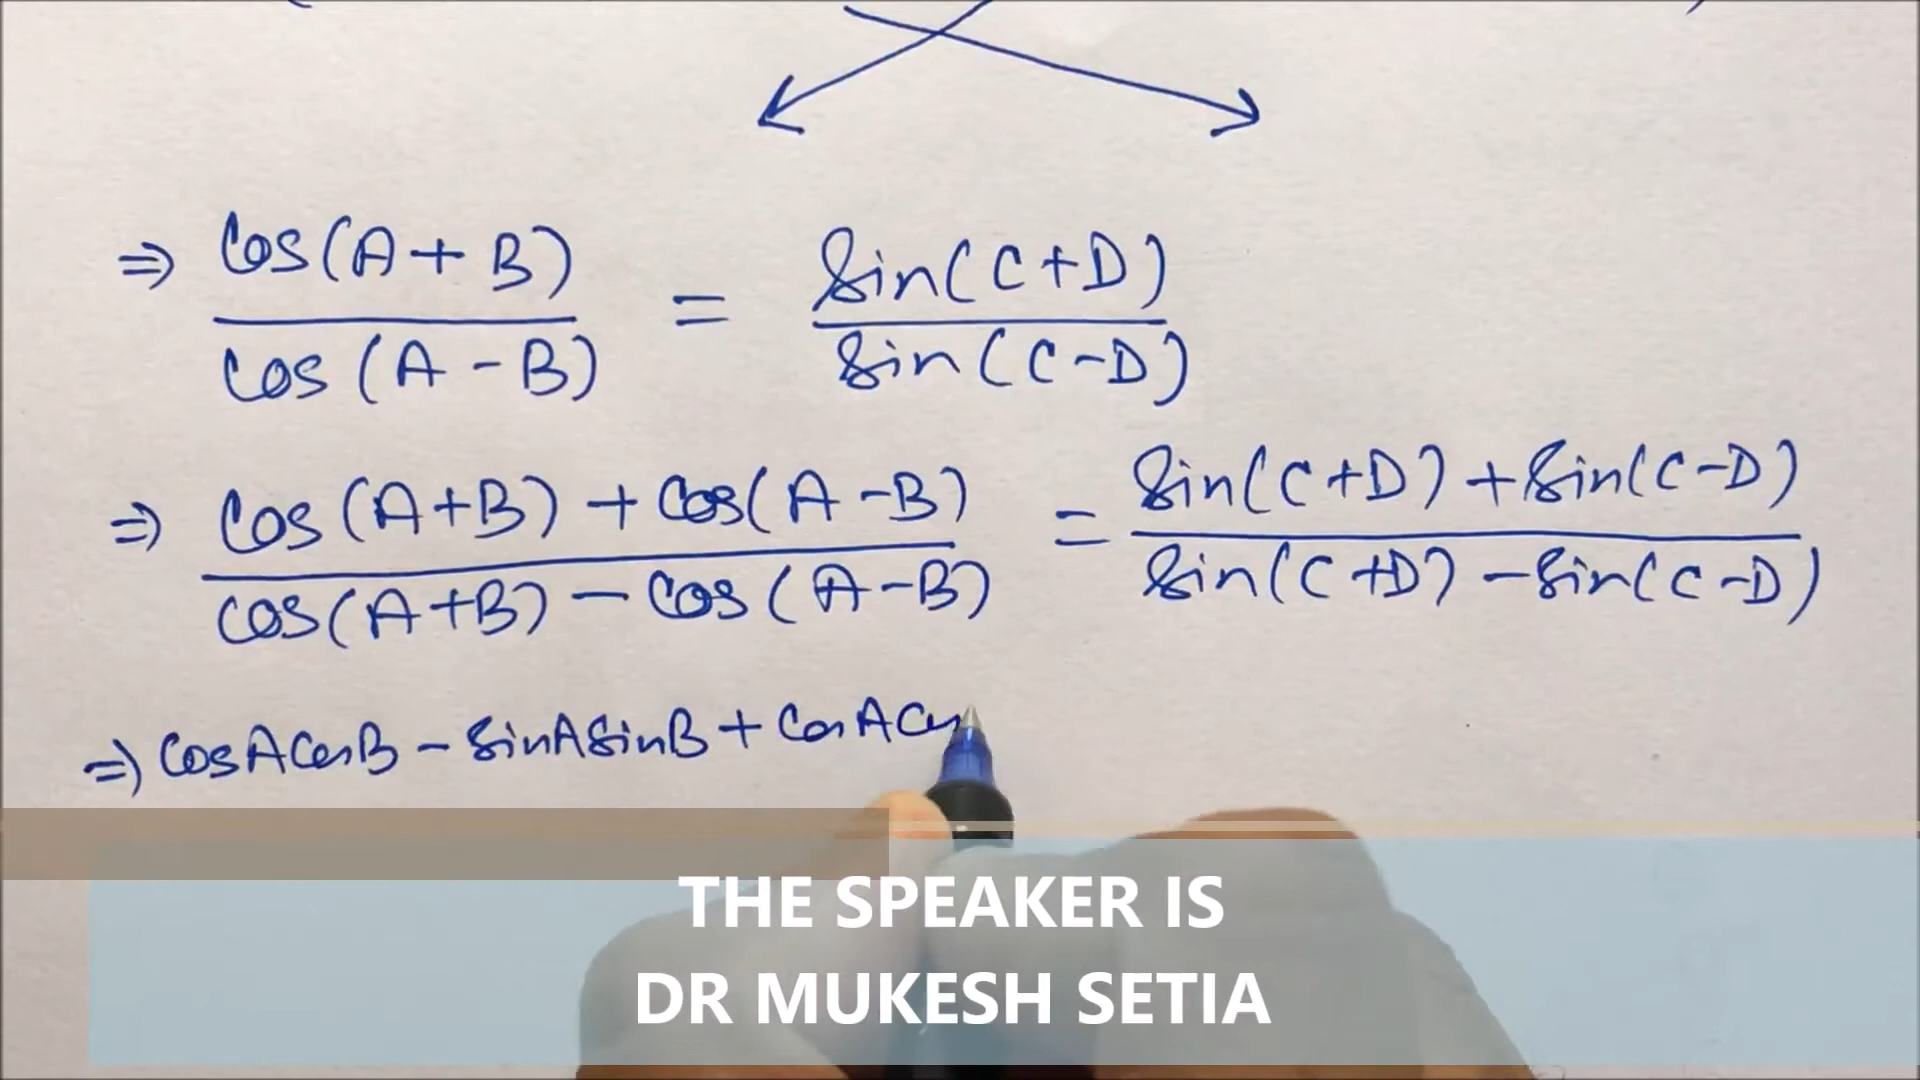 ⇒ cos(A+B) / cos(A-B) = sin(C+D) / sin(C-D)
⇒ cos(A+B) + cos(A-B) / cos(A+B) - cos(A-B) = sin(C+D) + sin(C-D) / sin(C+D) - sin(C-D)
⇒ cosAcosB - sinAsinB + cosAcos
THE SPEAKER IS
DR MUKESH SETIA